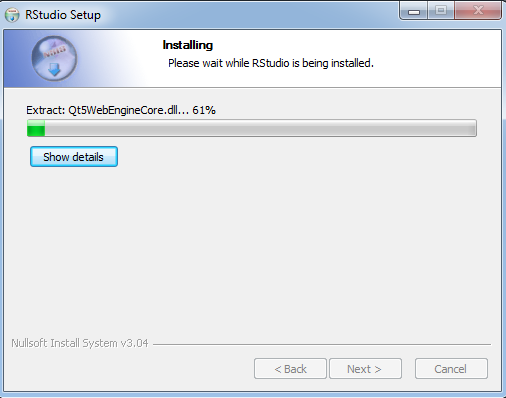 RStudio Setup
Installing
Please wait while RStudio is being installed.
Extract: Qt5WebEngineCore.dll... 61%
Show details
Nullsoft Install System v3.04
< Back
Next >
Cancel